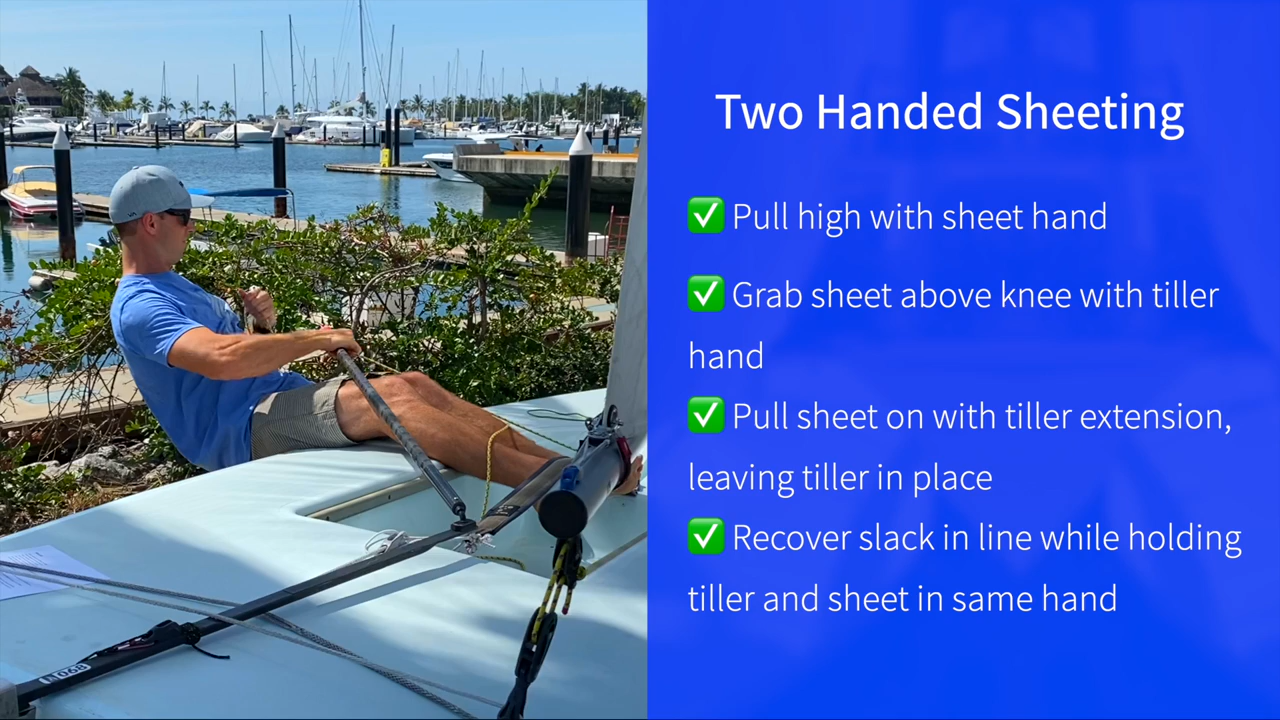 Two Handed Sheeting
✅ Pull high with sheet hand
✅ Grab sheet above knee with tiller
hand
✅ Pull sheet on with tiller extension,
leaving tiller in place
✅ Recover slack in line while holding
tiller and sheet in same hand
N068